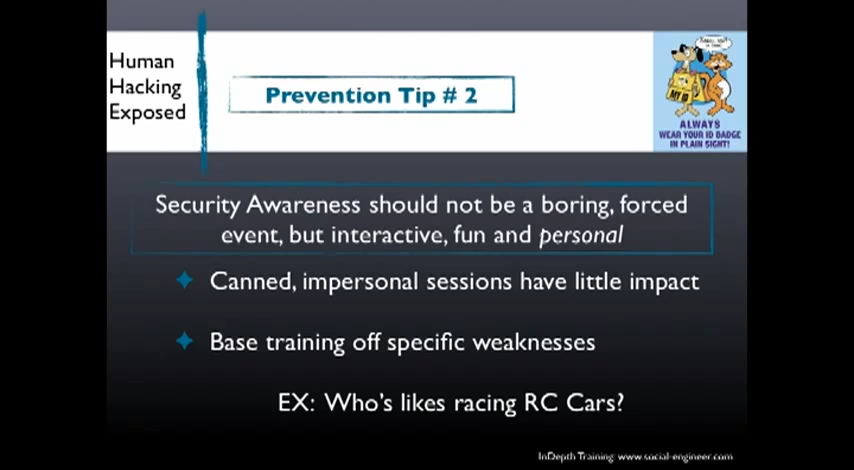 Human
Hacking
Exposed
Prevention Tip # 2
MY ID
ALWAYS
WEAR YOUR ID BADGE
IN PLAIN SIGHT!
Security Awareness should not be a boring, forced
event, but interactive, fun and personal
Canned, impersonal sessions have little impact
Base training off specific weaknesses
EX: Who's likes racing RC Cars?
InDepth Training: www.social-engineer.com